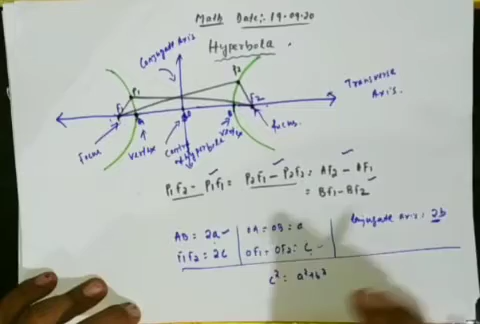 Math Date:- 19-09-20
Hyperbola
Conjugate Axis
P2
P1
Transverse
Axis.
F1
F2
A
B
Focus
vertex
Centre
of Hyperbola
vertex
focus
P1F2 - P1F1 = P2F1 - P2F2 = AF2 - AF1
= BF1 - BF2
Conjugate Axis: 2b
AB = 2a OA = OB = a
F1F2 = 2C OF1 = OF2 = C
c² = a²+b²